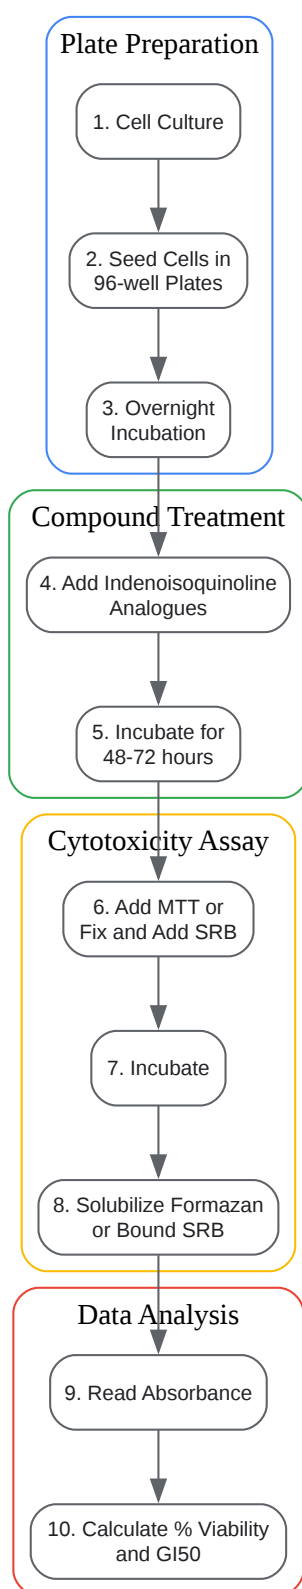 Plate Preparation
1. Cell Culture
2. Seed Cells in
96-well Plates
3. Overnight
Incubation
Compound Treatment
4. Add Indenoisoquinoline
Analogues
5. Incubate for
48-72 hours
Cytotoxicity Assay
6. Add MTT or
Fix and Add SRB
7. Incubate
8. Solubilize Formazan
or Bound SRB
Data Analysis
9. Read Absorbance
10. Calculate % Viability
and GI50